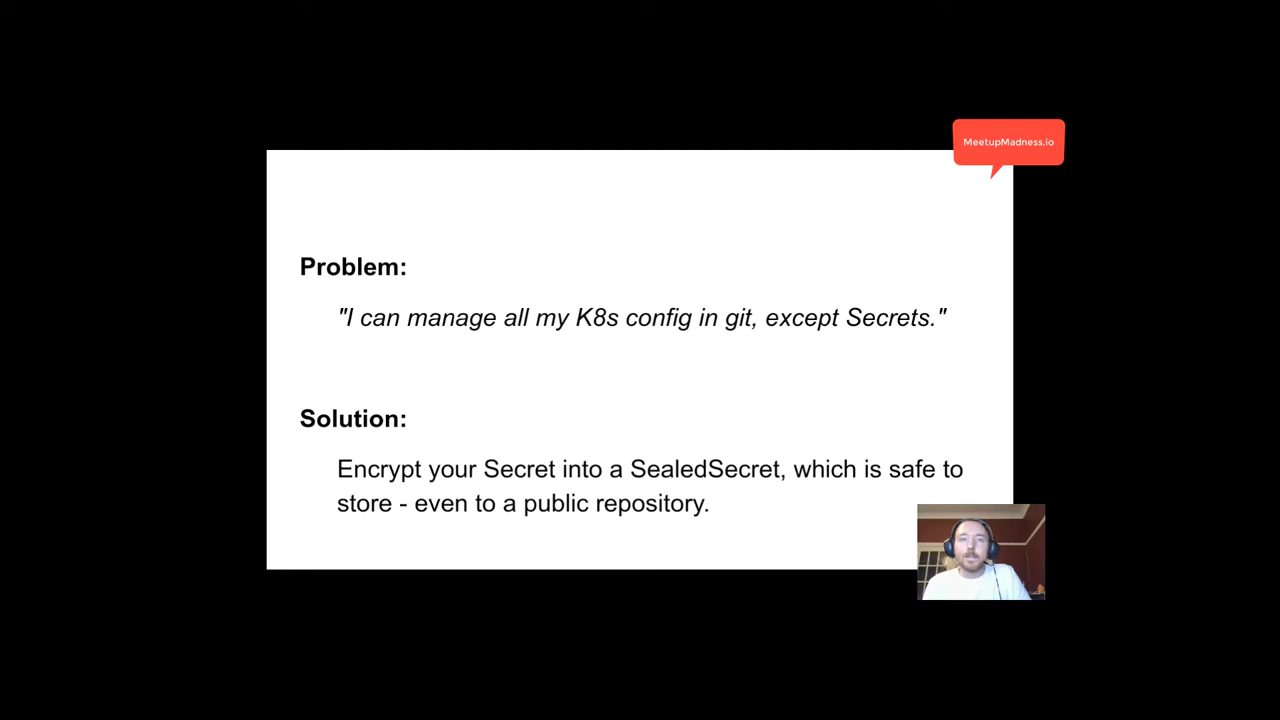 MeetupMadness.io
Problem:
"I can manage all my K8s config in git, except Secrets."
Solution:
Encrypt your Secret into a SealedSecret, which is safe to
store - even to a public repository.